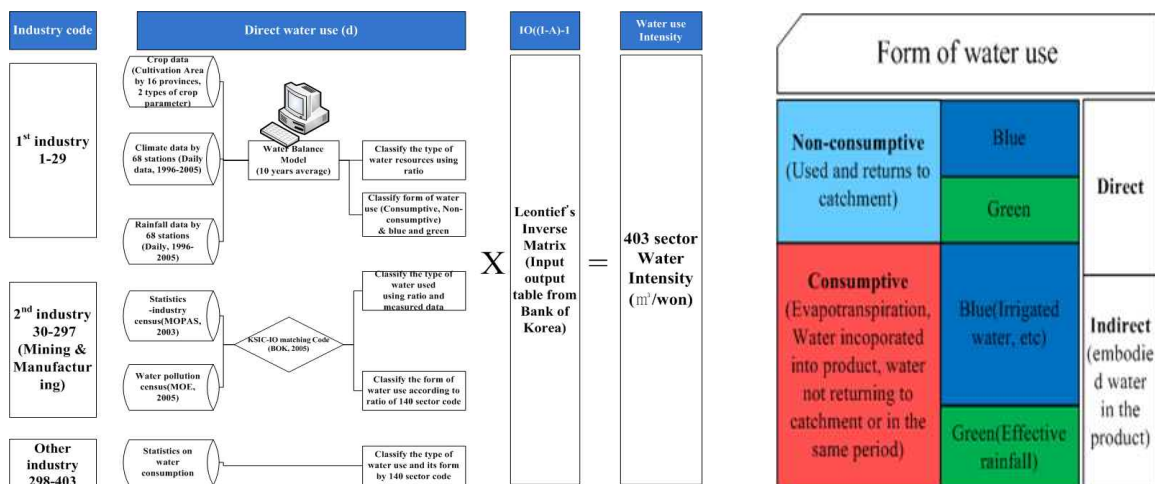 Industry code
Direct water use (d)
IO((I-A)-1
Water use
Intensity
1st industry
1-29
Crop data
(Cultivation Area
by 16 provinces,
2 types of crop
parameter)
Climate data by
68 stations (Daily
data, 1996-2005)
Rainfall data by
68 stations
(Daily, 1996-
2005)
Water Balance
Model
(10 years average)
Classify the type of
water resources using
ratio
Classify form of water
use (Consumptive, Non-
consumptive)
& blue and green
2nd industry
30-297
(Mining &
Manufactur
ing)
Statistics
-industry
census(MOPAS,
2003)
Water pollution
census(MOE,
2005)
KSIC-IO matching Code
(BOK, 2005)
Classify the type of
water used
using ratio and
measured data
Classify the form of
water use according to
ratio of 140 sector code
Other
industry
298-403
Statistics on
water
consumption
Classify the type of
water use and its form
by 140 sector code
X
Leontief's
Inverse
Matrix
(Input
output
table from
Bank of
Korea)
=
403 sector
Water
Intensity
(㎥/won)
Form of water use
Non-consumptive
(Used and returns to
catchment)
Blue
Green
Direct
Consumptive
(Evapotranspiration,
Water incoporated
into product, water
not returning to
catchment or in the
same period)
Blue(Irrigated
water, etc)
Green(Effective
rainfall)
Indirect
(embodie
d water
in the
product)